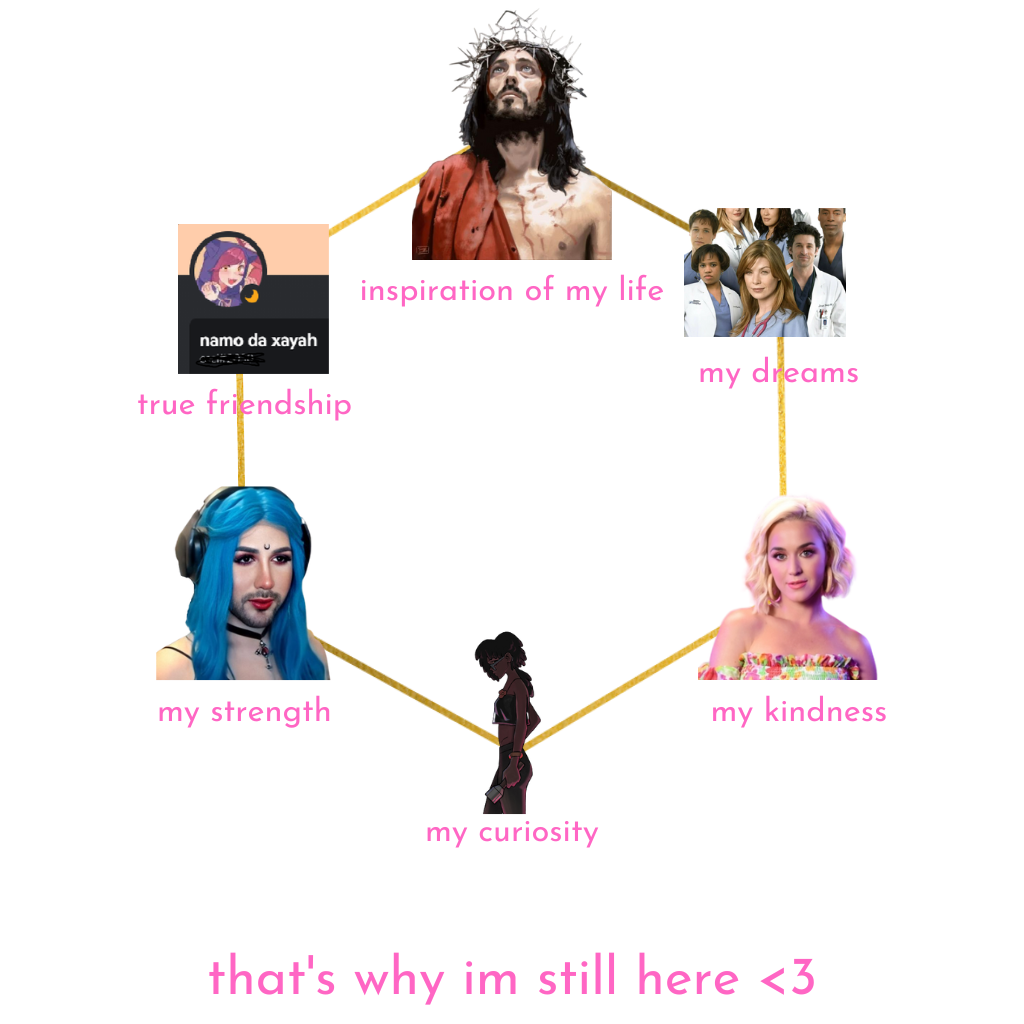 inspiration of my life
namo da xayah
my dreams
true friendship
my strength
my kindness
my curiosity
that's why im still here <3